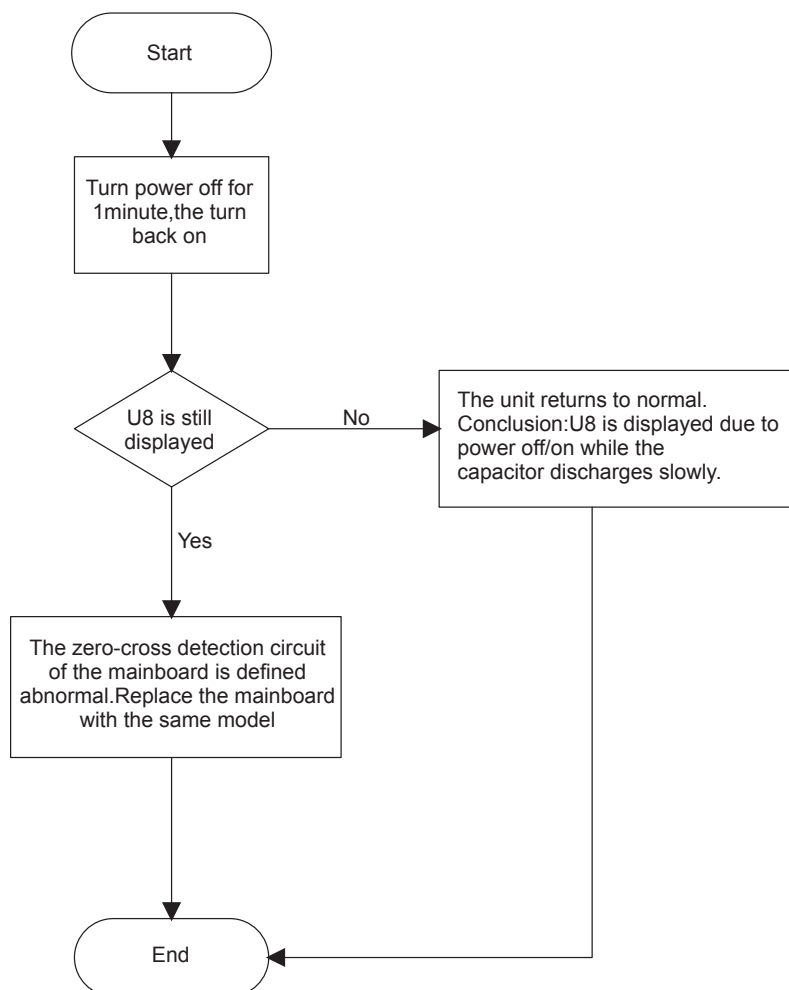 Start
Turn power off for
1minute,the turn
back on
U8 is still
displayed
No
The unit returns to normal.
Conclusion:U8 is displayed due to
power off/on while the
capacitor discharges slowly.
Yes
The zero-cross detection circuit
of the mainboard is defined
abnormal.Replace the mainboard
with the same model
End